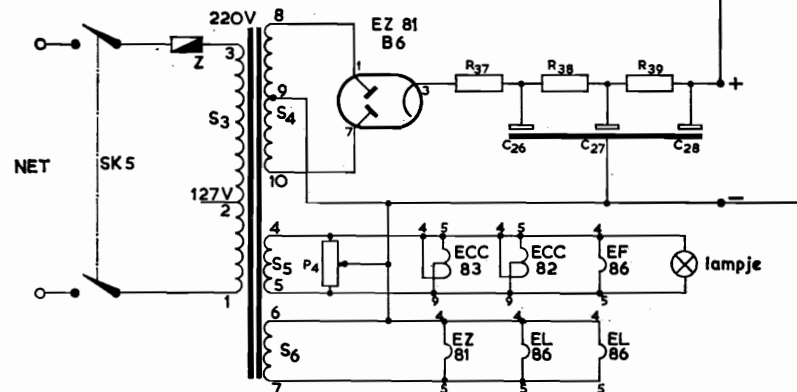 220V
8
EZ 81
B6
3
Z
1
9
3
R37
R38
R39
+
S3
S4
7
C26
C27
C28
NET
SK5
10
127V
2
−
4
4
5
4
5
4
S5
P4
ECC
83
ECC
82
EF
86
lampje
1
5
9
9
5
6
4
4
4
S6
EZ
81
EL
86
EL
86
7
5
5
5